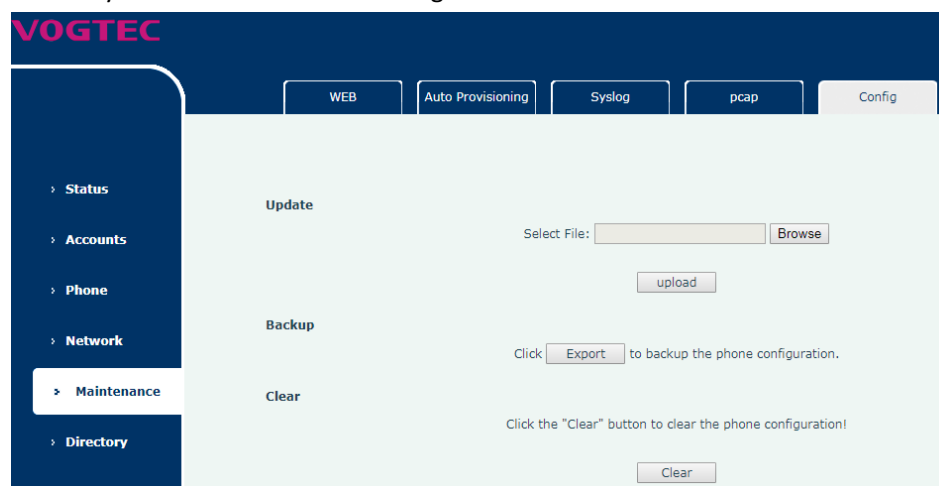 VOGTEC
WEB
Auto Provisioning
Syslog
pcap
Config
Status
Accounts
Phone
Network
Maintenance
Directory
Update
Select File:
Browse
upload
Backup
Click Export to backup the phone configuration.
Clear
Click the "Clear" button to clear the phone configuration!
Clear